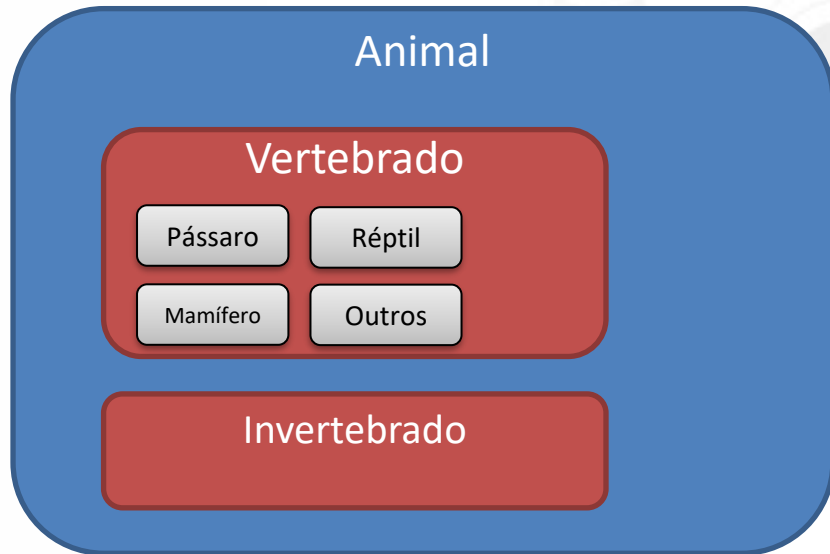 Animal
Vertebrado
Pássaro Réptil
Mamífero Outros
Invertebrado